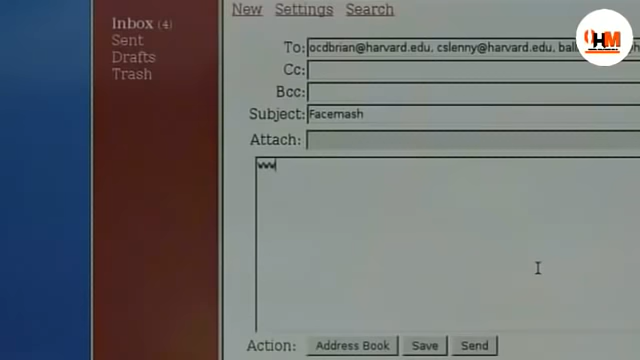 New Settings Search
Inbox (4)
Sent
Drafts
Trash
To: ocdbrian@harvard.edu, cslenny@harvard.edu,
Cc:
Bcc:
Subject: Facemash
Attach:
Action: Address Book Save Send
HM